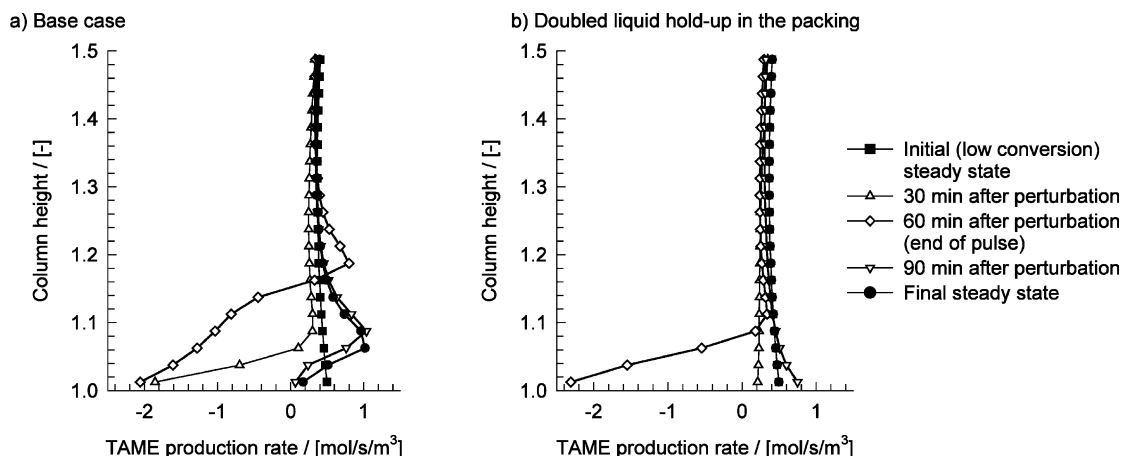 a) Base case
b) Doubled liquid hold-up in the packing
1.5
1.4
1.3
1.2
1.1
1.0
Column height / [-]
-2
-1
0
1
TAME production rate / [mol/s/m³]
1.5
1.4
1.3
1.2
1.1
1.0
Column height / [-]
-2
-1
0
1
TAME production rate / [mol/s/m³]
Initial (low conversion)
steady state
30 min after perturbation
60 min after perturbation
(end of pulse)
90 min after perturbation
Final steady state